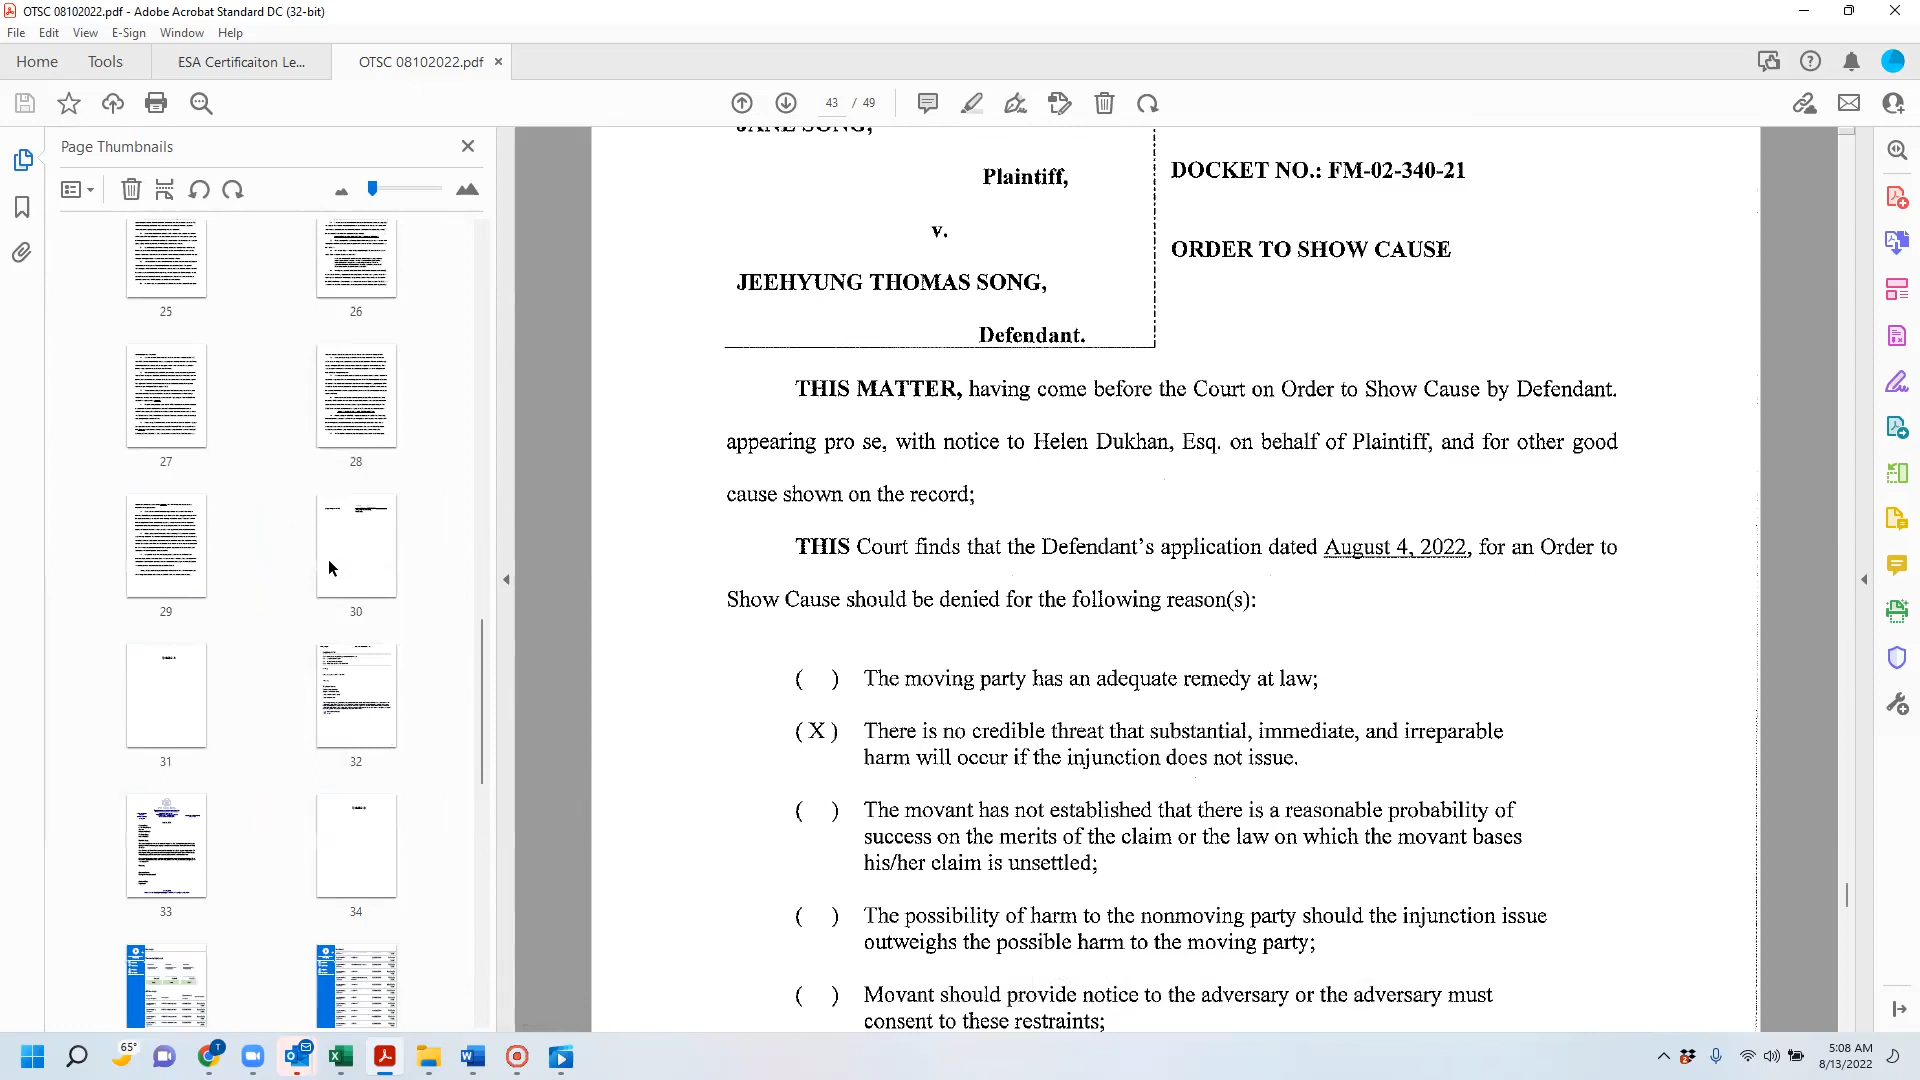 OTSC 08102022.pdf - Adobe Acrobat Standard DC (32-bit)
File Edit View E-Sign Window Help
Home Tools ESA Certificaiton Le... OTSC 08102022.pdf ×
43 / 49
Page Thumbnails
25 26
27 28
29 30
31 32
33 34
JANE SONG,
Plaintiff,
v.
JEEHYUNG THOMAS SONG,
Defendant.
DOCKET NO.: FM-02-340-21
ORDER TO SHOW CAUSE
THIS MATTER, having come before the Court on Order to Show Cause by Defendant.
appearing pro se, with notice to Helen Dukhan, Esq. on behalf of Plaintiff, and for other good
cause shown on the record;
THIS Court finds that the Defendant's application dated August 4, 2022, for an Order to
Show Cause should be denied for the following reason(s):
( ) The moving party has an adequate remedy at law;
( X ) There is no credible threat that substantial, immediate, and irreparable
harm will occur if the injunction does not issue.
( ) The movant has not established that there is a reasonable probability of
success on the merits of the claim or the law on which the movant bases
his/her claim is unsettled;
( ) The possibility of harm to the nonmoving party should the injunction issue
outweighs the possible harm to the moving party;
( ) Movant should provide notice to the adversary or the adversary must
consent to these restraints;
65°
5:08 AM
8/13/2022